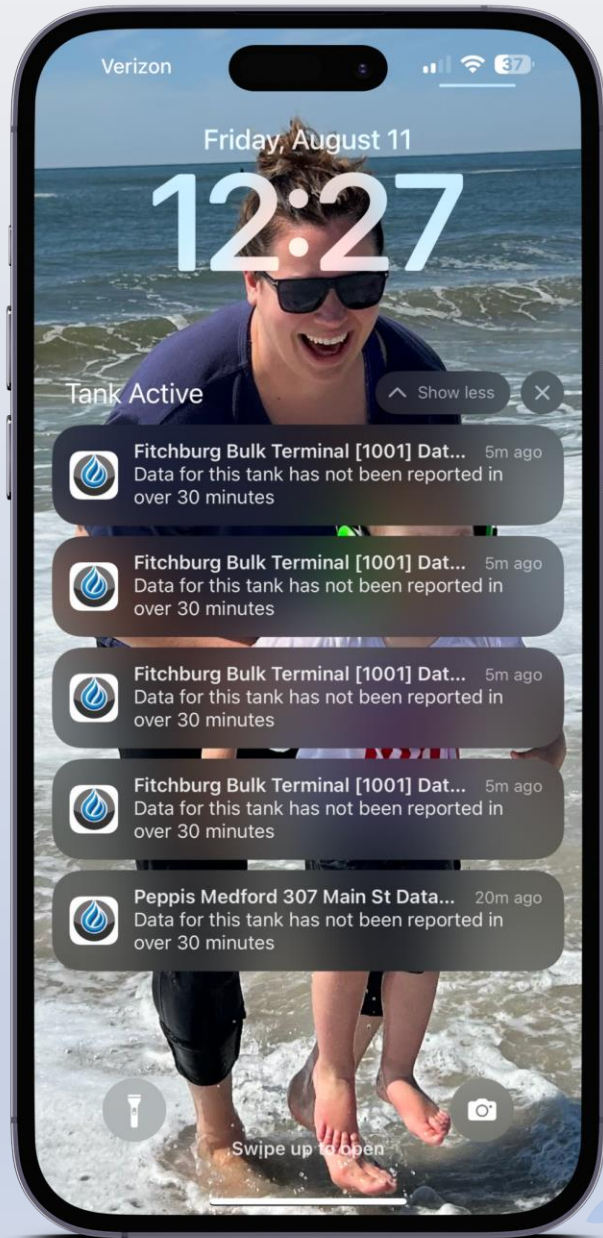 Verizon
37
Friday, August 11
12:27
Tank Active
Show less
Fitchburg Bulk Terminal [1001] Dat... 5m ago
Data for this tank has not been reported in
over 30 minutes
Fitchburg Bulk Terminal [1001] Dat... 5m ago
Data for this tank has not been reported in
over 30 minutes
Fitchburg Bulk Terminal [1001] Dat... 5m ago
Data for this tank has not been reported in
over 30 minutes
Fitchburg Bulk Terminal [1001] Dat... 5m ago
Data for this tank has not been reported in
over 30 minutes
Peppis Medford 307 Main St Data... 20m ago
Data for this tank has not been reported in
over 30 minutes
Swipe up to open